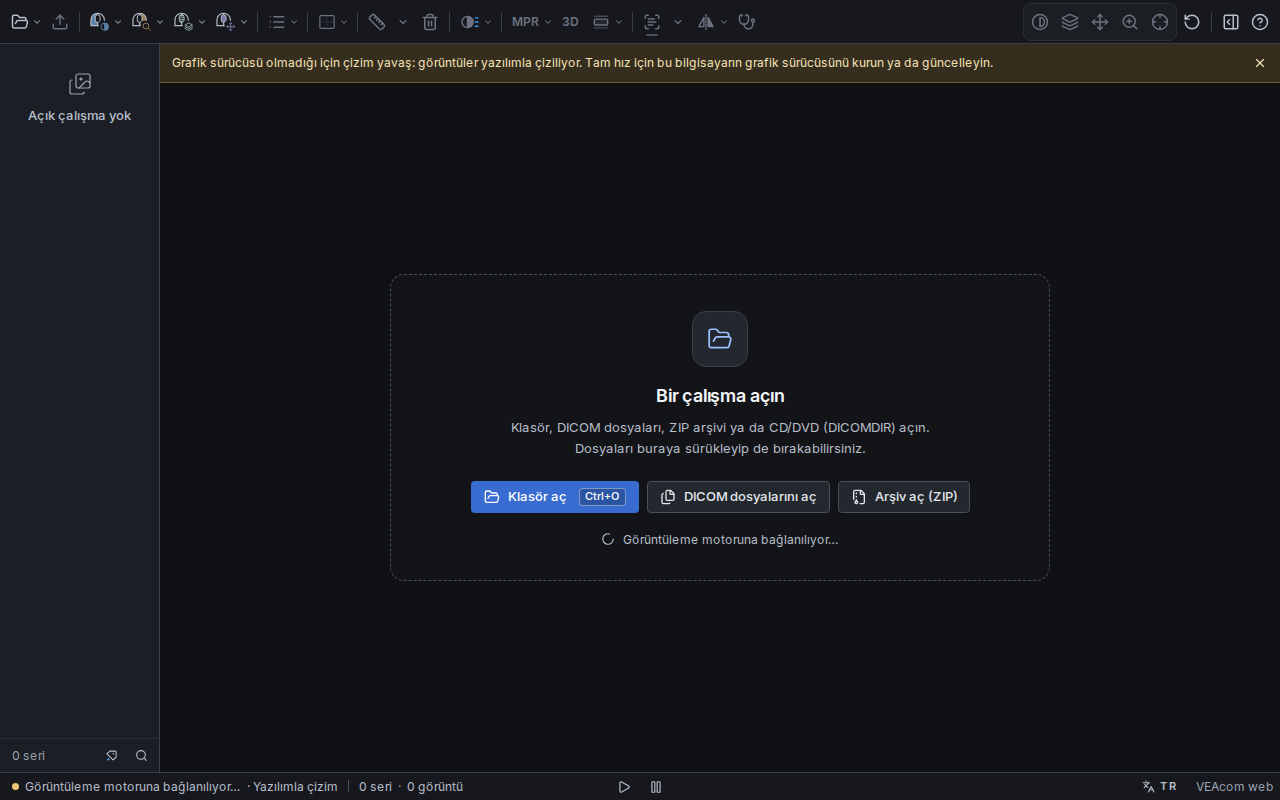 MPR
3D
Grafik sürücüsü olmadığı için çizim yavaş: görüntüler yazılımla çiziliyor. Tam hız için bu bilgisayarın grafik sürücüsünü kurun ya da güncelleyin.
Açık çalışma yok
Bir çalışma açın
Klasör, DICOM dosyaları, ZIP arşivi ya da CD/DVD (DICOMDIR) açın.
Dosyaları buraya sürükleyip de bırakabilirsiniz.
Klasör aç Ctrl+O
DICOM dosyalarını aç
Arşiv aç (ZIP)
Görüntüleme motoruna bağlanılıyor…
0 seri
Görüntüleme motoruna bağlanılıyor… · Yazılımla çizim
0 seri · 0 görüntü
TR
VEAcom web